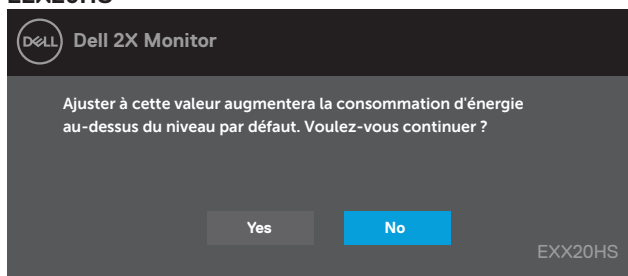 EXX20HS
DELL Dell 2X Monitor
Ajuster à cette valeur augmentera la consommation d'énergie
au-dessus du niveau par défaut. Voulez-vous continuer ?
Yes No
EXX20HS